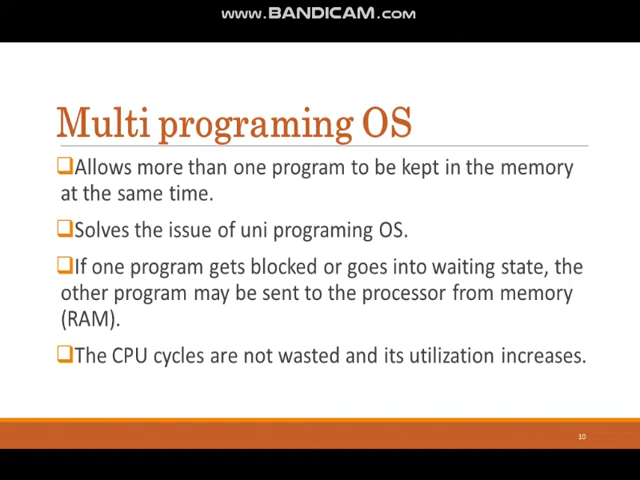 www.BANDICAM.com
Multi programing OS
❑Allows more than one program to be kept in the memory
at the same time.
❑Solves the issue of uni programing OS.
❑If one program gets blocked or goes into waiting state, the
other program may be sent to the processor from memory
(RAM).
❑The CPU cycles are not wasted and its utilization increases.
10